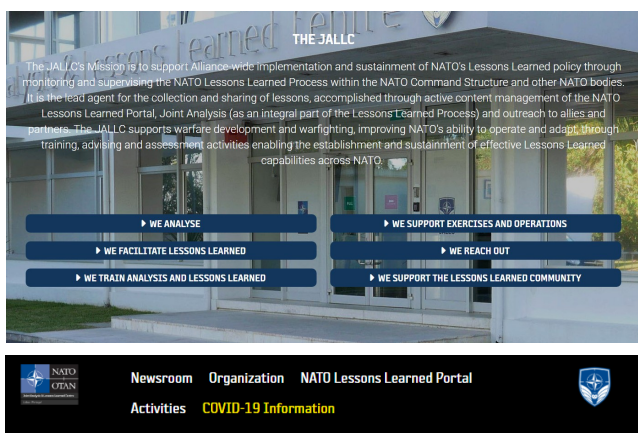 Lessons Learned Centre
THE JALLC
The JALLC's Mission is to support Alliance-wide implementation and sustainment of NATO's Lessons Learned policy through
monitoring and supervising the NATO Lessons Learned Process within the NATO Command Structure and other NATO bodies.
It is the lead agent for the collection and sharing of lessons, accomplished through active content management of the NATO
Lessons Learned Portal, Joint Analysis (as an integral part of the Lessons Learned Process) and outreach to allies and
partners. The JALLC supports warfare development and warfighting, improving NATO's ability to operate and adapt, through
training, advising and assessment activities enabling the establishment and sustainment of effective Lessons Learned
capabilities across NATO.
WE ANALYSE
WE SUPPORT EXERCISES AND OPERATIONS
WE FACILITATE LESSONS LEARNED
WE REACH OUT
WE TRAIN ANALYSIS AND LESSONS LEARNED
WE SUPPORT THE LESSONS LEARNED COMMUNITY
NATO
OTAN
Newsroom Organization NATO Lessons Learned Portal
Activities COVID-19 Information